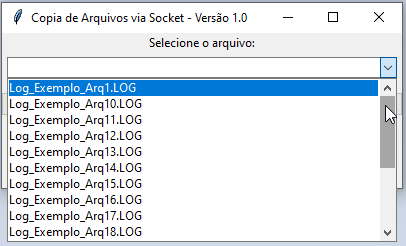 Copia de Arquivos via Socket - Versão 1.0
Selecione o arquivo:
Log_Exemplo_Arq1.LOG
Log_Exemplo_Arq10.LOG
Log_Exemplo_Arq11.LOG
Log_Exemplo_Arq12.LOG
Log_Exemplo_Arq13.LOG
Log_Exemplo_Arq14.LOG
Log_Exemplo_Arq15.LOG
Log_Exemplo_Arq16.LOG
Log_Exemplo_Arq17.LOG
Log_Exemplo_Arq18.LOG